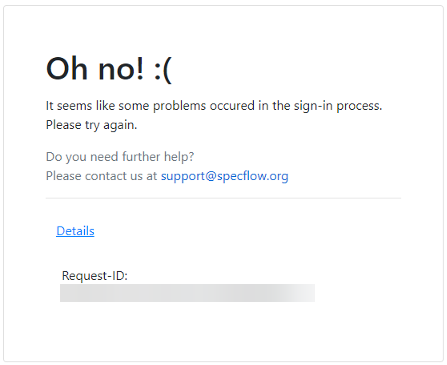 Oh no! :(
It seems like some problems occured in the sign-in process.
Please try again.
Do you need further help?
Please contact us at support@specflow.org
Details
Request-ID: